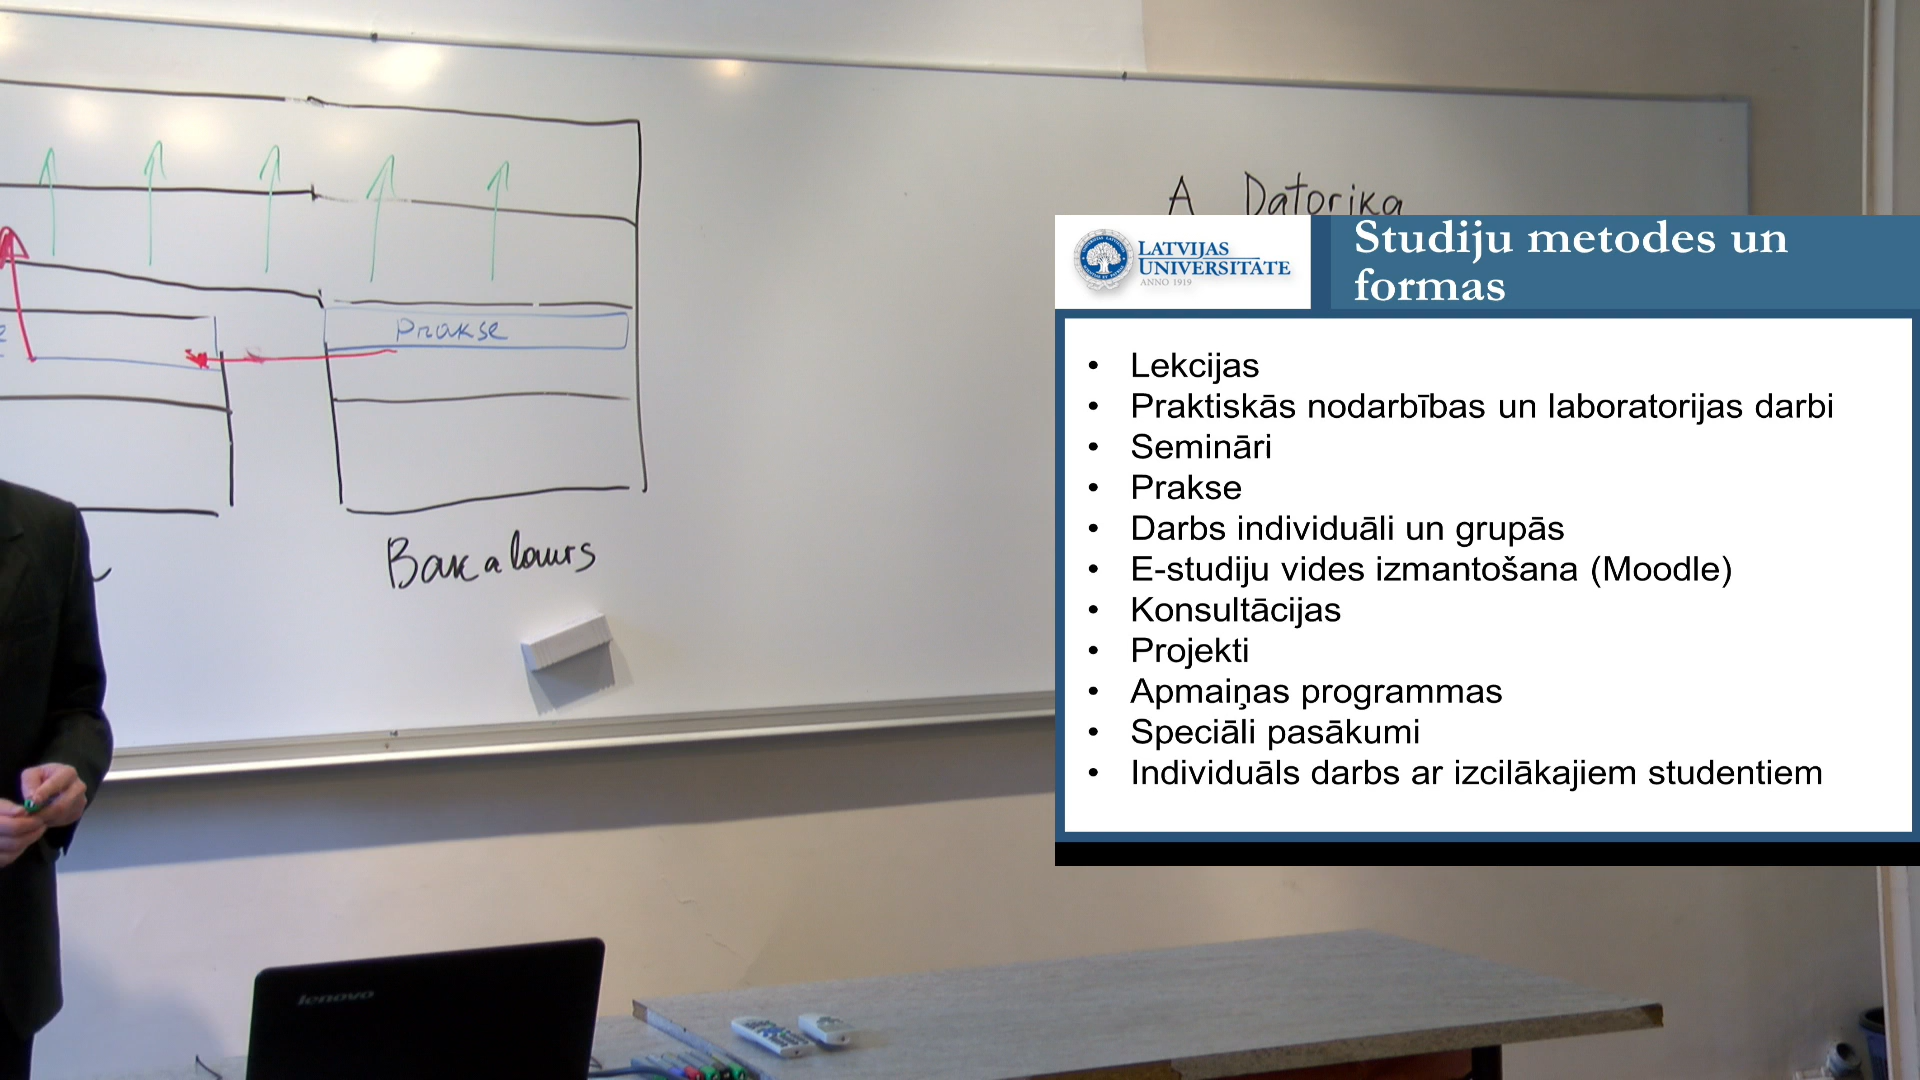 A Datorika
Prakse
Bakalaurs
lenovo
LATVIJAS
UNIVERSITATE
ANNO 1919
Studiju metodes un
formas
• Lekcijas
• Praktiskās nodarbības un laboratorijas darbi
• Semināri
• Prakse
• Darbs individuāli un grupās
• E-studiju vides izmantošana (Moodle)
• Konsultācijas
• Projekti
• Apmaiņas programmas
• Speciāli pasākumi
• Individuāls darbs ar izcilākajiem studentiem